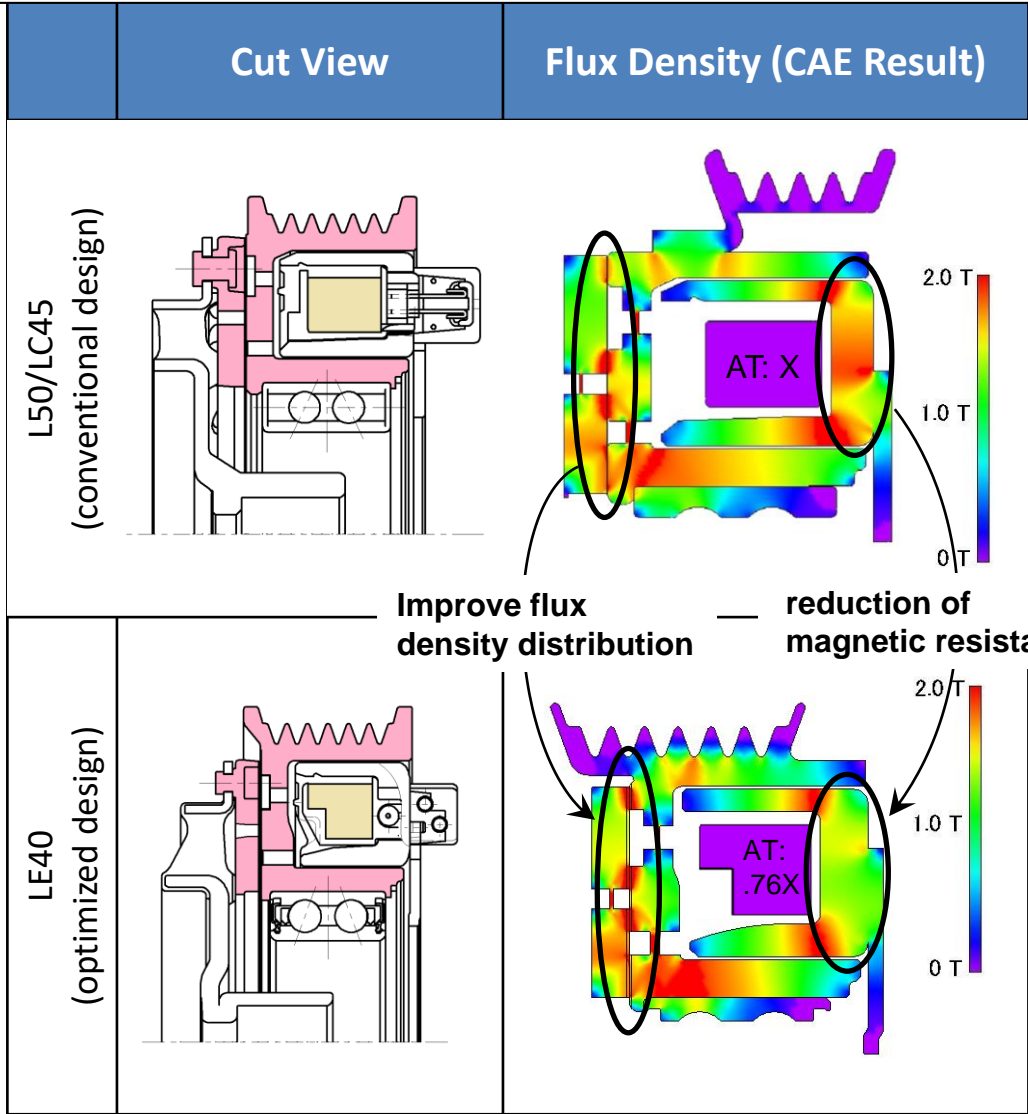 Cut View
Flux Density (CAE Result)
L50/LC45
(conventional design)
AT: X
2.0 T
1.0 T
0 T
Improve flux
density distribution
reduction of
magnetic resista
LE40
(optimized design)
AT:
.76X
2.0 T
1.0 T
0 T